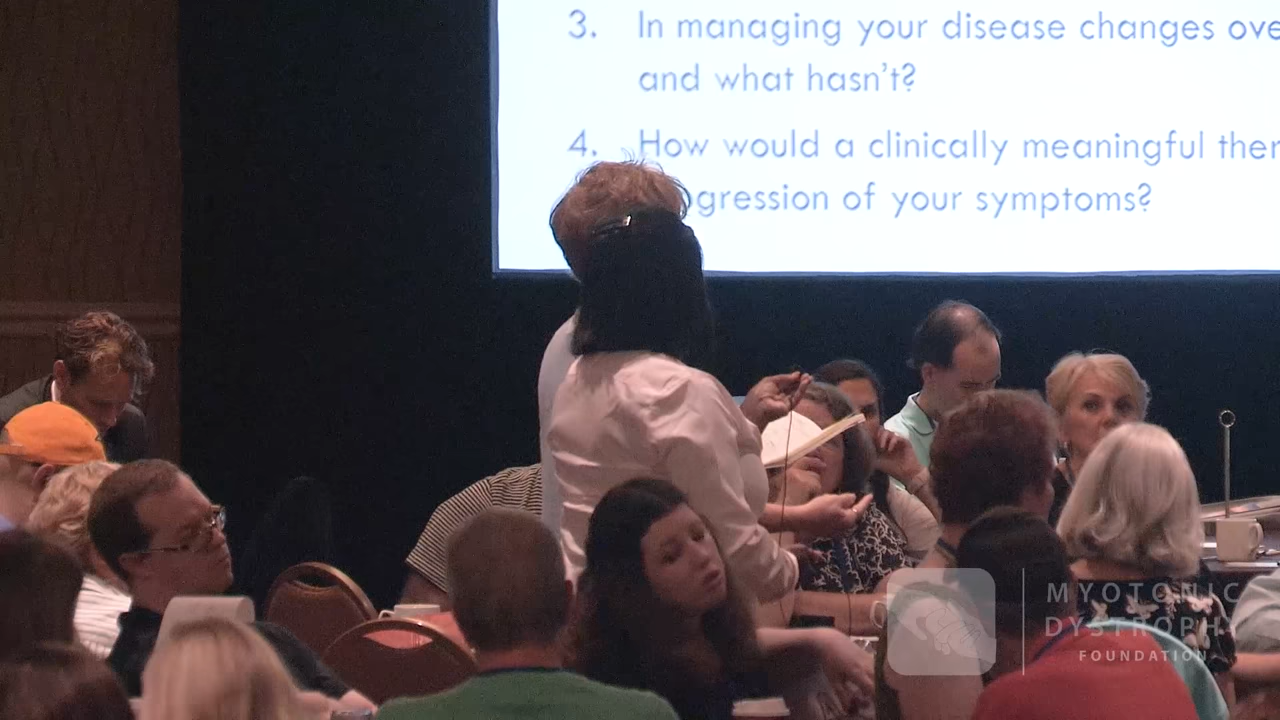 3. In managing your disease changes ove
and what hasn't?
4. How would a clinically meaningful ther
gression of your symptoms?
MYOTONIC
DYSTROPHY
FOUNDATION